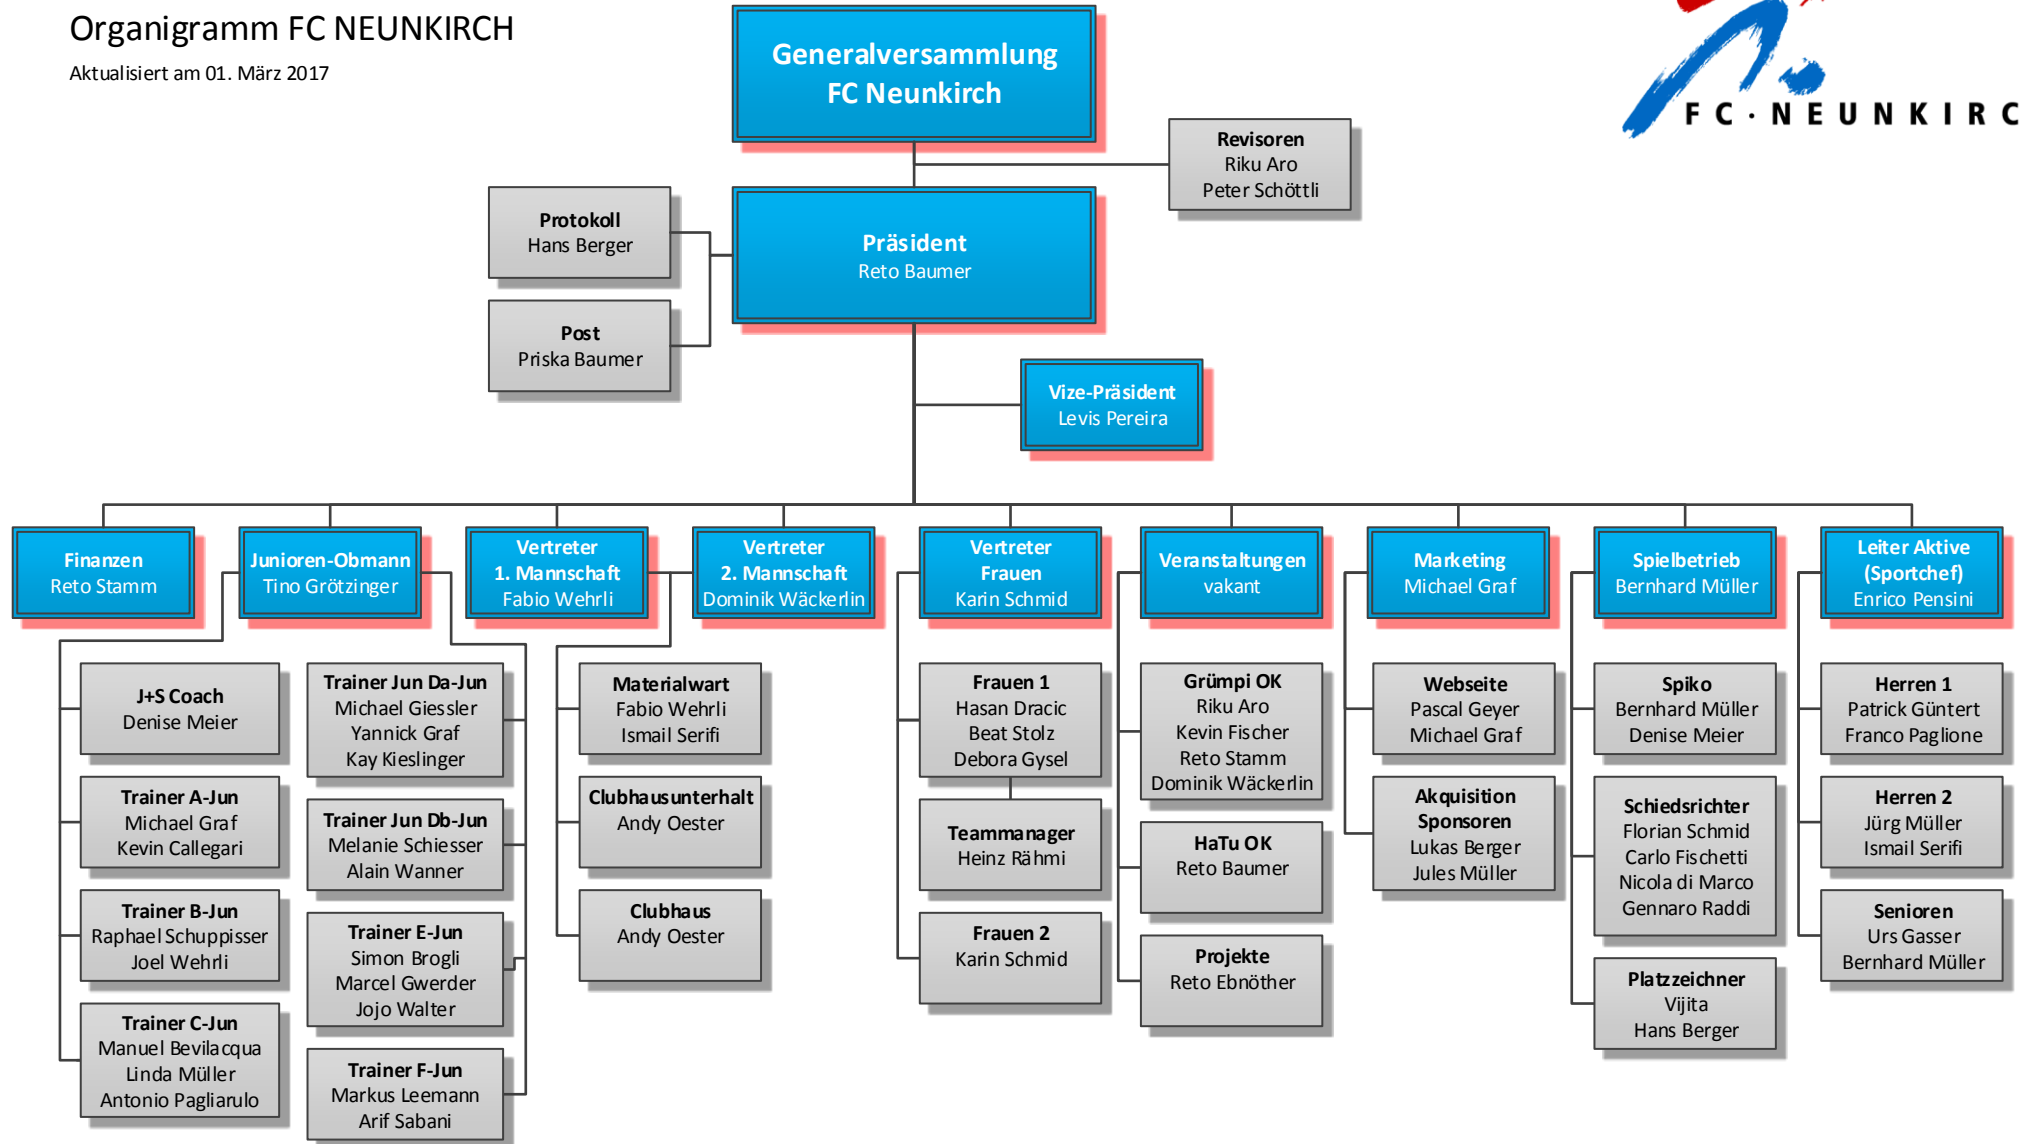 Organigramm FC NEUNKIRCH
Aktualisiert am 01. März 2017
FC·NEUNKIRC
Generalversammlung
FC Neunkirch
Revisoren
Riku Aro
Peter Schöttli
Protokoll
Hans Berger
Präsident
Reto Baumer
Post
Priska Baumer
Vize-Präsident
Levis Pereira
Finanzen
Reto Stamm
Junioren-Obmann
Tino Grötzinger
Vertreter
1. Mannschaft
Fabio Wehrli
Vertreter
2. Mannschaft
Dominik Wäckerlin
Vertreter
Frauen
Karin Schmid
Veranstaltungen
vakant
Marketing
Michael Graf
Spielbetrieb
Bernhard Müller
Leiter Aktive
(Sportchef)
Enrico Pensini
J+S Coach
Denise Meier
Trainer A-Jun
Michael Graf
Kevin Callegari
Trainer B-Jun
Raphael Schuppisser
Joel Wehrli
Trainer C-Jun
Manuel Bevilacqua
Linda Müller
Antonio Pagliarulo
Trainer Jun Da-Jun
Michael Giessler
Yannick Graf
Kay Kieslinger
Trainer Jun Db-Jun
Melanie Schiesser
Alain Wanner
Trainer E-Jun
Simon Brogli
Marcel Gwerder
Jojo Walter
Trainer F-Jun
Markus Leemann
Arif Sabani
Materialwart
Fabio Wehrli
Ismail Serifi
Clubhausunterhalt
Andy Oester
Clubhaus
Andy Oester
Frauen 1
Hasan Dracic
Beat Stolz
Debora Gysel
Teammanager
Heinz Rähmi
Frauen 2
Karin Schmid
Grümpi OK
Riku Aro
Kevin Fischer
Reto Stamm
Dominik Wäckerlin
HaTu OK
Reto Baumer
Projekte
Reto Ebnöther
Webseite
Pascal Geyer
Michael Graf
Akquisition
Sponsoren
Lukas Berger
Jules Müller
Spiko
Bernhard Müller
Denise Meier
Schiedsrichter
Florian Schmid
Carlo Fischetti
Nicola di Marco
Gennaro Raddi
Platzzeichner
Vijita
Hans Berger
Herren 1
Patrick Güntert
Franco Paglione
Herren 2
Jürg Müller
Ismail Serifi
Senioren
Urs Gasser
Bernhard Müller